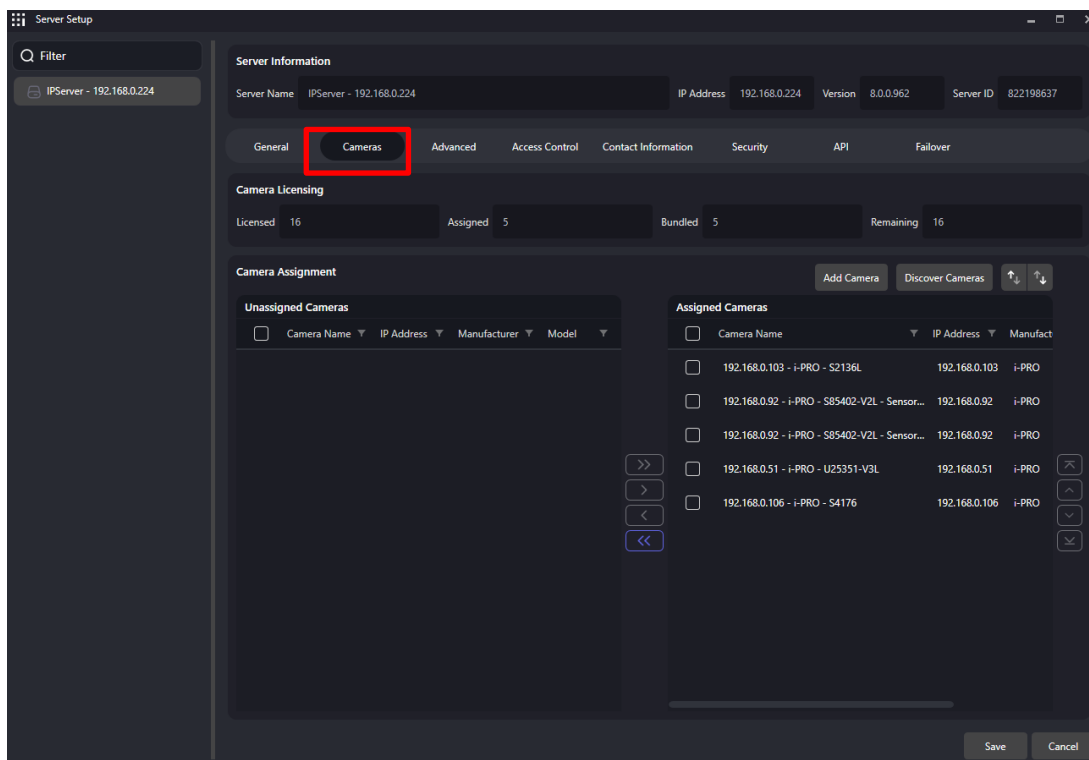 Server Setup
Filter
IPServer - 192.168.0.224
Server Information
Server Name IPServer - 192.168.0.224 IP Address 192.168.0.224 Version 8.0.0.962 Server ID 822198637
General Cameras Advanced Access Control Contact Information Security API Failover
Camera Licensing
Licensed 16 Assigned 5 Bundled 5 Remaining 16
Camera Assignment
Add Camera Discover Cameras
Unassigned Cameras
Camera Name IP Address Manufacturer Model
Assigned Cameras
Camera Name IP Address Manufact
192.168.0.103 - i-PRO - S2136L 192.168.0.103 i-PRO
192.168.0.92 - i-PRO - S85402-V2L - Sensor... 192.168.0.92 i-PRO
192.168.0.92 - i-PRO - S85402-V2L - Sensor... 192.168.0.92 i-PRO
192.168.0.51 - i-PRO - U25351-V3L 192.168.0.51 i-PRO
192.168.0.106 - i-PRO - S4176 192.168.0.106 i-PRO
Save Cancel